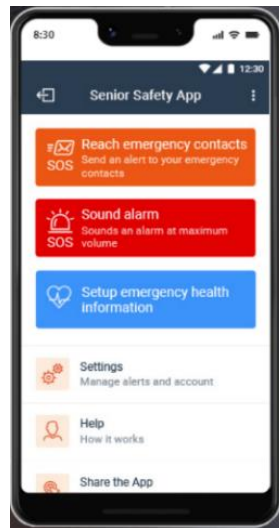 8:30
12:30
Senior Safety App
Reach emergency contacts
Send an alert to your emergency
contacts
SOS
Sound alarm
Sounds an alarm at maximum
volume
SOS
Setup emergency health
information
Settings
Manage alerts and account
Help
How it works
Share the App